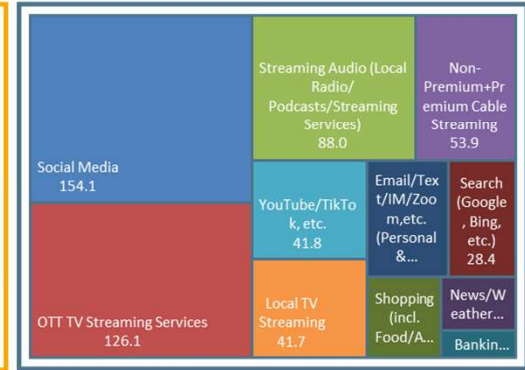 Social Media
154.1
OTT TV Streaming Services
126.1
Streaming Audio (Local
Radio/
Podcasts/Streaming
Services)
88.0
Non-
Premium+Pr
emium Cable
Streaming
53.9
YouTube/TikTo
k, etc.
41.8
Local TV
Streaming
41.7
Email/Tex
t/IM/Zoo
m,etc.
(Personal
&...
Search
(Google
, Bing,
etc.)
28.4
Shopping
(incl.
Food/A...
News/W
eather...
Bankin...